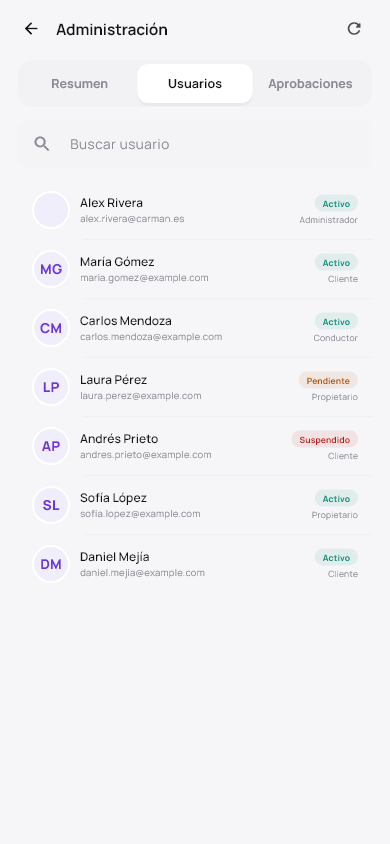 Administración
Resumen Usuarios Aprobaciones
Buscar usuario
Alex Rivera Activo
alex.rivera@carman.es Administrador
MG María Gómez Activo
maria.gomez@example.com Cliente
CM Carlos Mendoza Activo
carlos.mendoza@example.com Conductor
LP Laura Pérez Pendiente
laura.perez@example.com Propietario
AP Andrés Prieto Suspendido
andres.prieto@example.com Cliente
SL Sofía López Activo
sofia.lopez@example.com Propietario
DM Daniel Mejía Activo
daniel.mejia@example.com Cliente